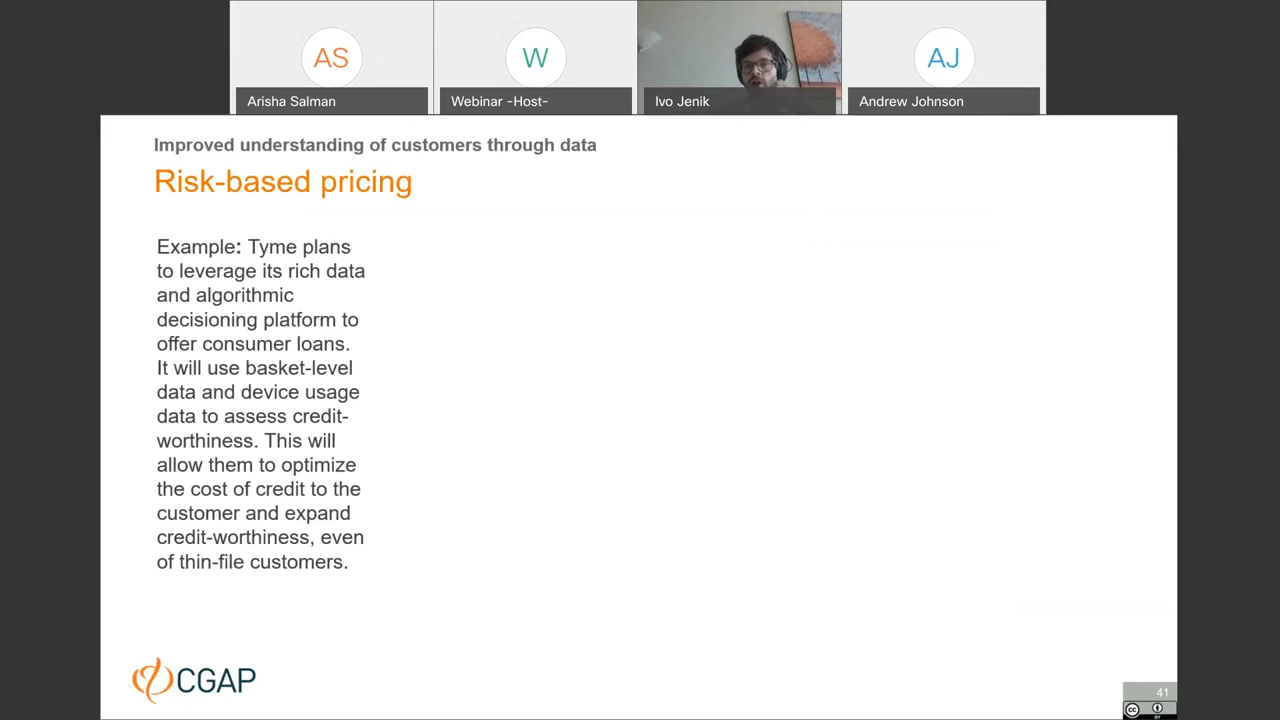 AS
W
AJ
Arisha Salman
Webinar -Host-
Ivo Jenik
Andrew Johnson
Improved understanding of customers through data
Risk-based pricing
Example: Tyme plans
to leverage its rich data
and algorithmic
decisioning platform to
offer consumer loans.
It will use basket-level
data and device usage
data to assess credit-
worthiness. This will
allow them to optimize
the cost of credit to the
customer and expand
credit-worthiness, even
of thin-file customers.
CGAP
41
cc
BY